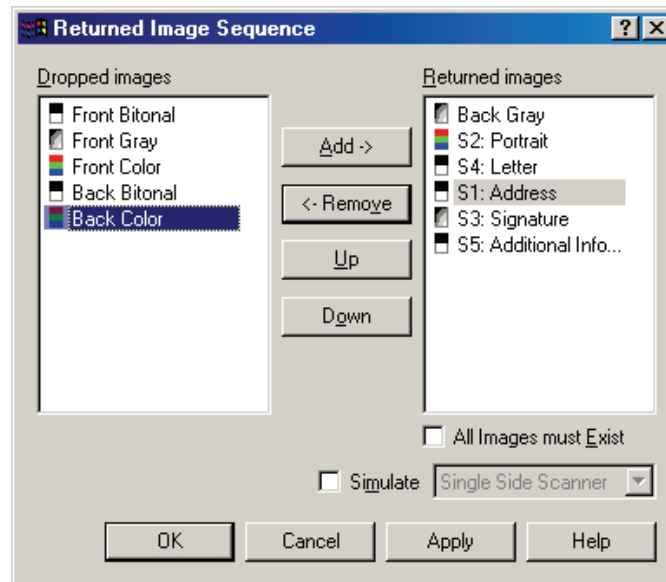 Returned Image Sequence
Dropped images
Front Bitonal
Front Gray
Front Color
Back Bitonal
Back Color
Add ->
<- Remove
Up
Down
Returned images
Back Gray
S2: Portrait
S4: Letter
S1: Address
S3: Signature
S5: Additional Info...
All Images must Exist
Simulate
Single Side Scanner
OK
Cancel
Apply
Help